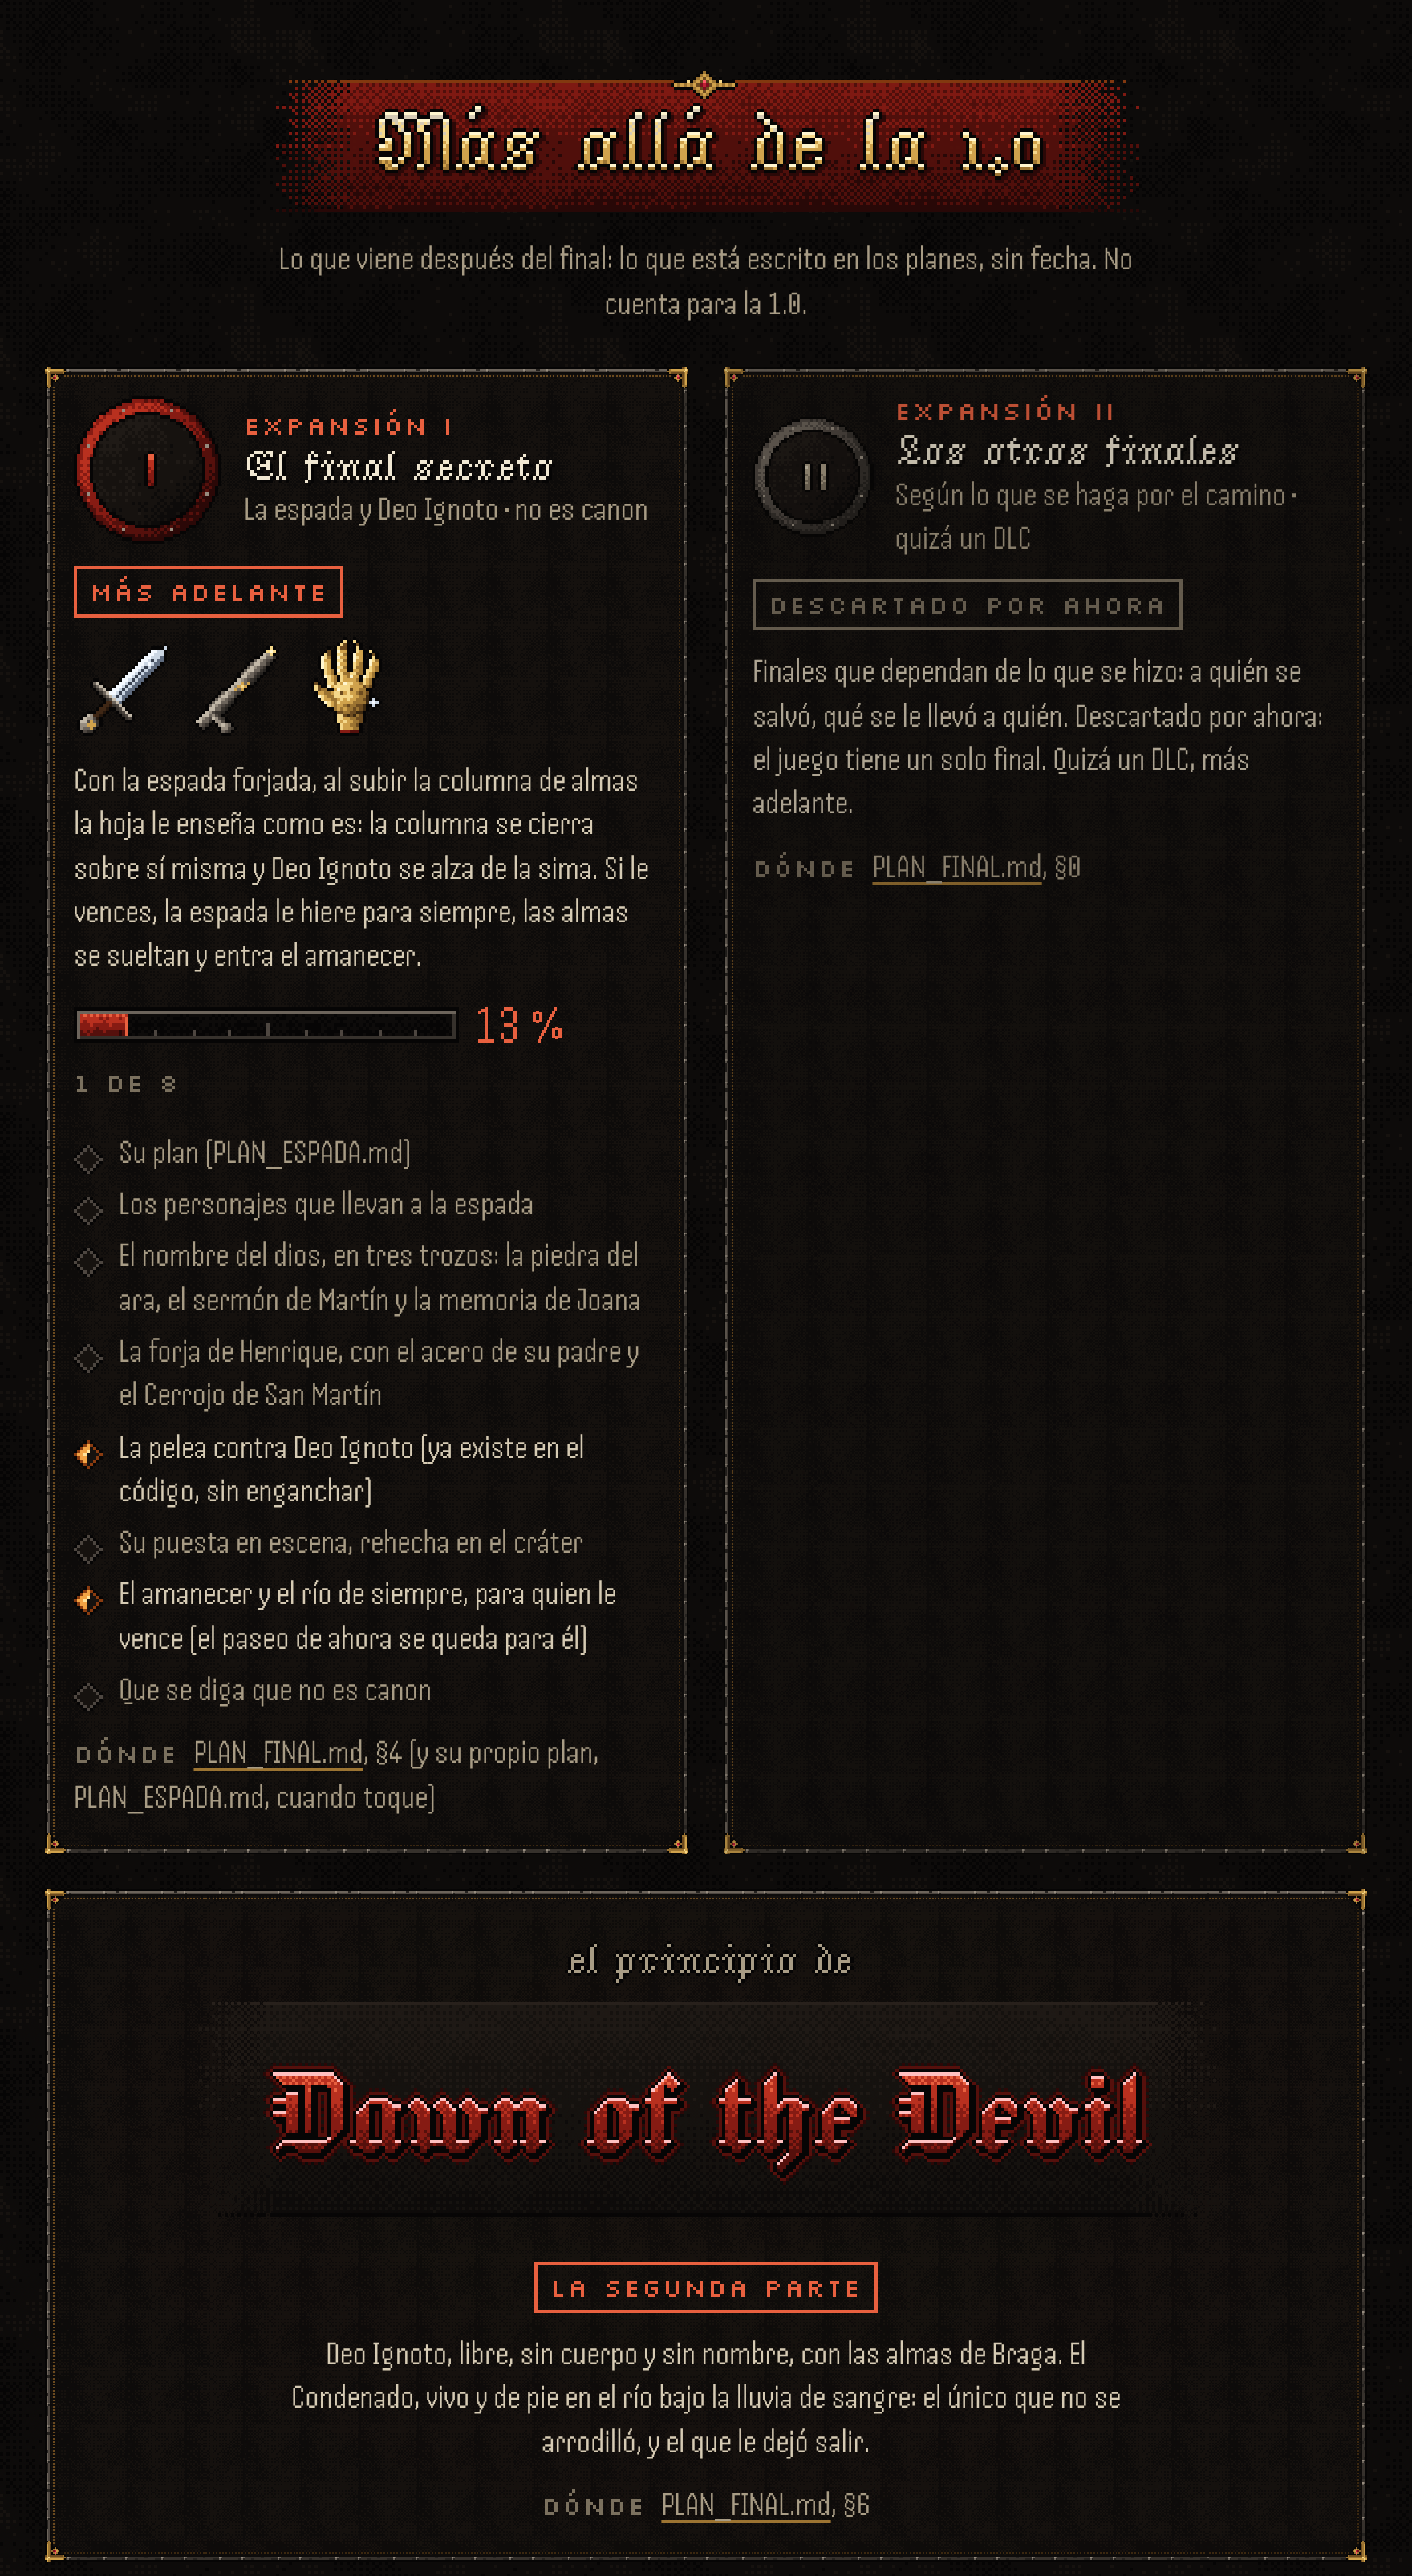 Más allá de la 1.0
Lo que viene después del final: lo que está escrito en los planes, sin fecha. No
cuenta para la 1.0.
I
EXPANSIÓN I
El final secreto
La espada y Deo Ignoto · no es canon
MÁS ADELANTE
Con la espada forjada, al subir la columna de almas
la hoja le enseña como es: la columna se cierra
sobre sí misma y Deo Ignoto se alza de la sima. Si le
vences, la espada le hiere para siempre, las almas
se sueltan y entra el amanecer.
13 %
1 DE 8
Su plan (PLAN_ESPADA.md)
Los personajes que llevan a la espada
El nombre del dios, en tres trozos: la piedra del
ara, el sermón de Martín y la memoria de Joana
La forja de Henrique, con el acero de su padre y
el Cerrojo de San Martín
La pelea contra Deo Ignoto (ya existe en el
código, sin enganchar)
Su puesta en escena, rehecha en el cráter
El amanecer y el río de siempre, para quien le
vence (el paseo de ahora se queda para él)
Que se diga que no es canon
DÓNDE PLAN_FINAL.md, §4 (y su propio plan,
PLAN_ESPADA.md, cuando toque)
II
EXPANSIÓN II
Los otros finales
Según lo que se haga por el camino ·
quizá un DLC
DESCARTADO POR AHORA
Finales que dependan de lo que se hizo: a quién se
salvó, qué se le llevó a quién. Descartado por ahora:
el juego tiene un solo final. Quizá un DLC, más
adelante.
DÓNDE PLAN_FINAL.md, §0
el principio de
Dawn of the Devil
LA SEGUNDA PARTE
Deo Ignoto, libre, sin cuerpo y sin nombre, con las almas de Braga. El
Condenado, vivo y de pie en el río bajo la lluvia de sangre: el único que no se
arrodilló, y el que le dejó salir.
DÓNDE PLAN_FINAL.md, §6